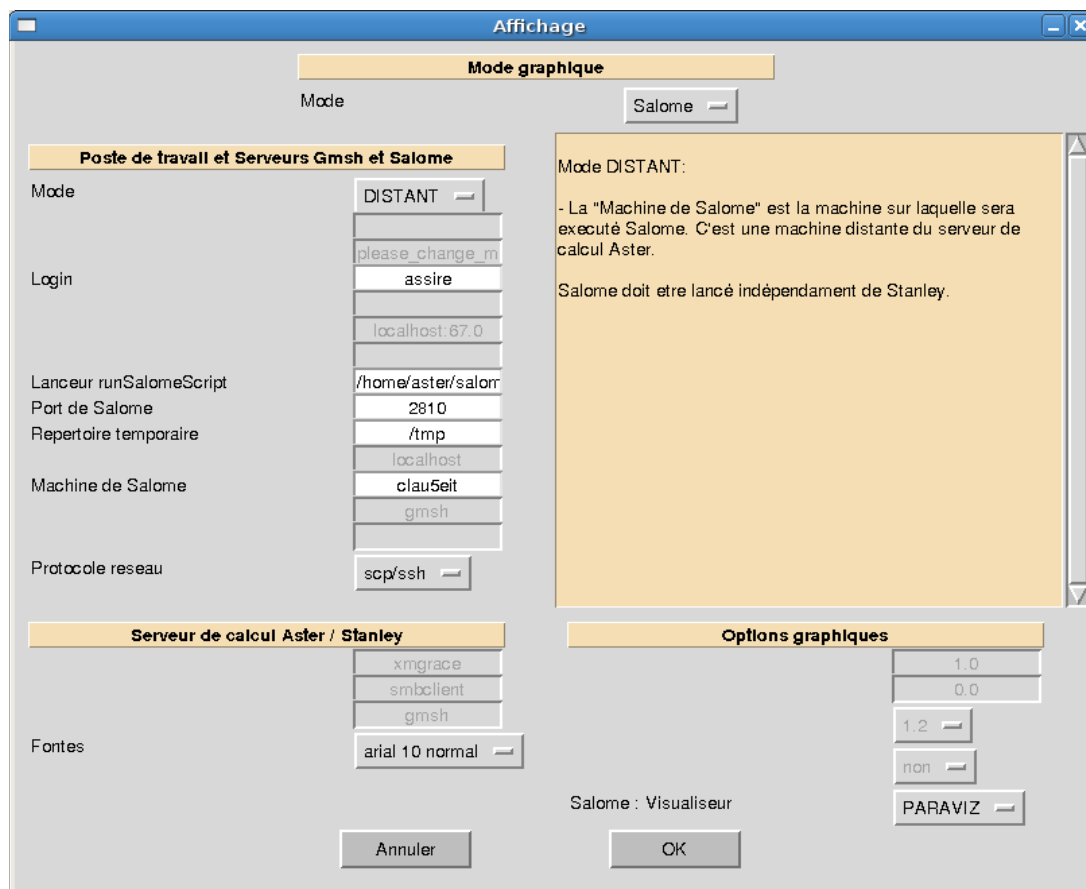 Affichage
Mode graphique
Mode
Salome
Poste de travail et Serveurs Gmsh et Salome
Mode
DISTANT
please_change_m
Login
assire
localhost:67.0
Lanceur runSalomeScript
/home/aster/salom
Port de Salome
2810
Repertoire temporaire
/tmp
localhost
Machine de Salome
clau5eit
gmsh
Protocole reseau
scp/ssh
Mode DISTANT:
- La "Machine de Salome" est la machine sur laquelle sera
executé Salome. C'est une machine distante du serveur de
calcul Aster.
Salome doit etre lancé indépendament de Stanley.
Serveur de calcul Aster / Stanley
xmgrace
smbclient
gmsh
Fontes
arial 10 normal
Options graphiques
1.0
0.0
1.2
non
Salome : Visualiseur
PARAVIZ
Annuler
OK